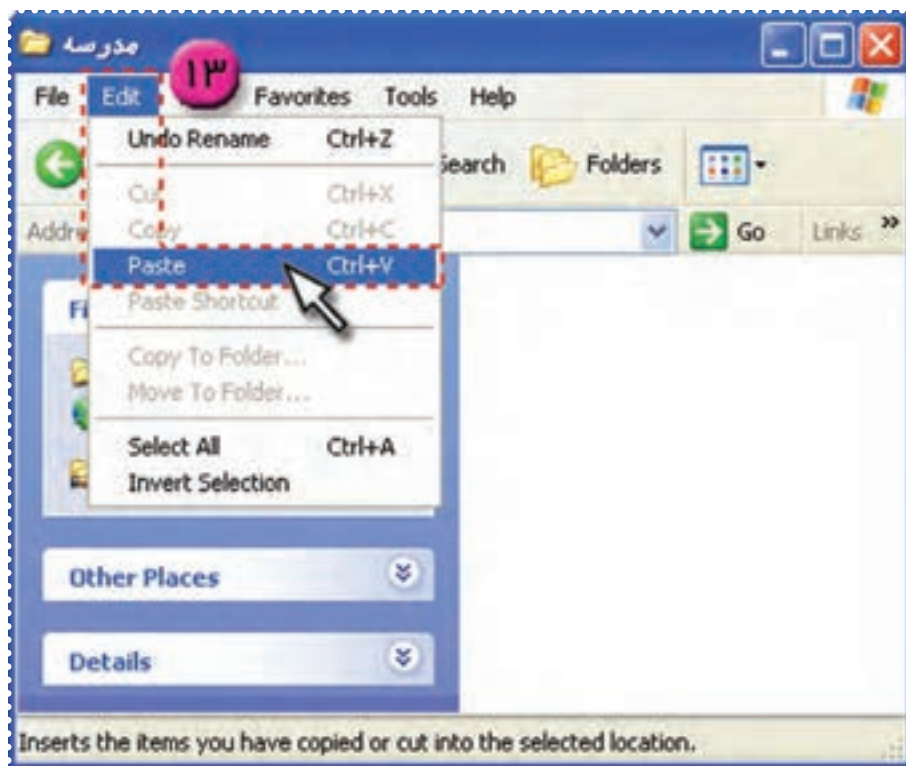 مدرسه
۱۳
File Edit Favorites Tools Help
Undo Rename Ctrl+Z
Search Folders
Cut Ctrl+X
Copy Ctrl+C
Go Links »
Paste Ctrl+V
Paste Shortcut
Copy To Folder...
Move To Folder...
Select All Ctrl+A
Invert Selection
Other Places
Details
Inserts the items you have copied or cut into the selected location.